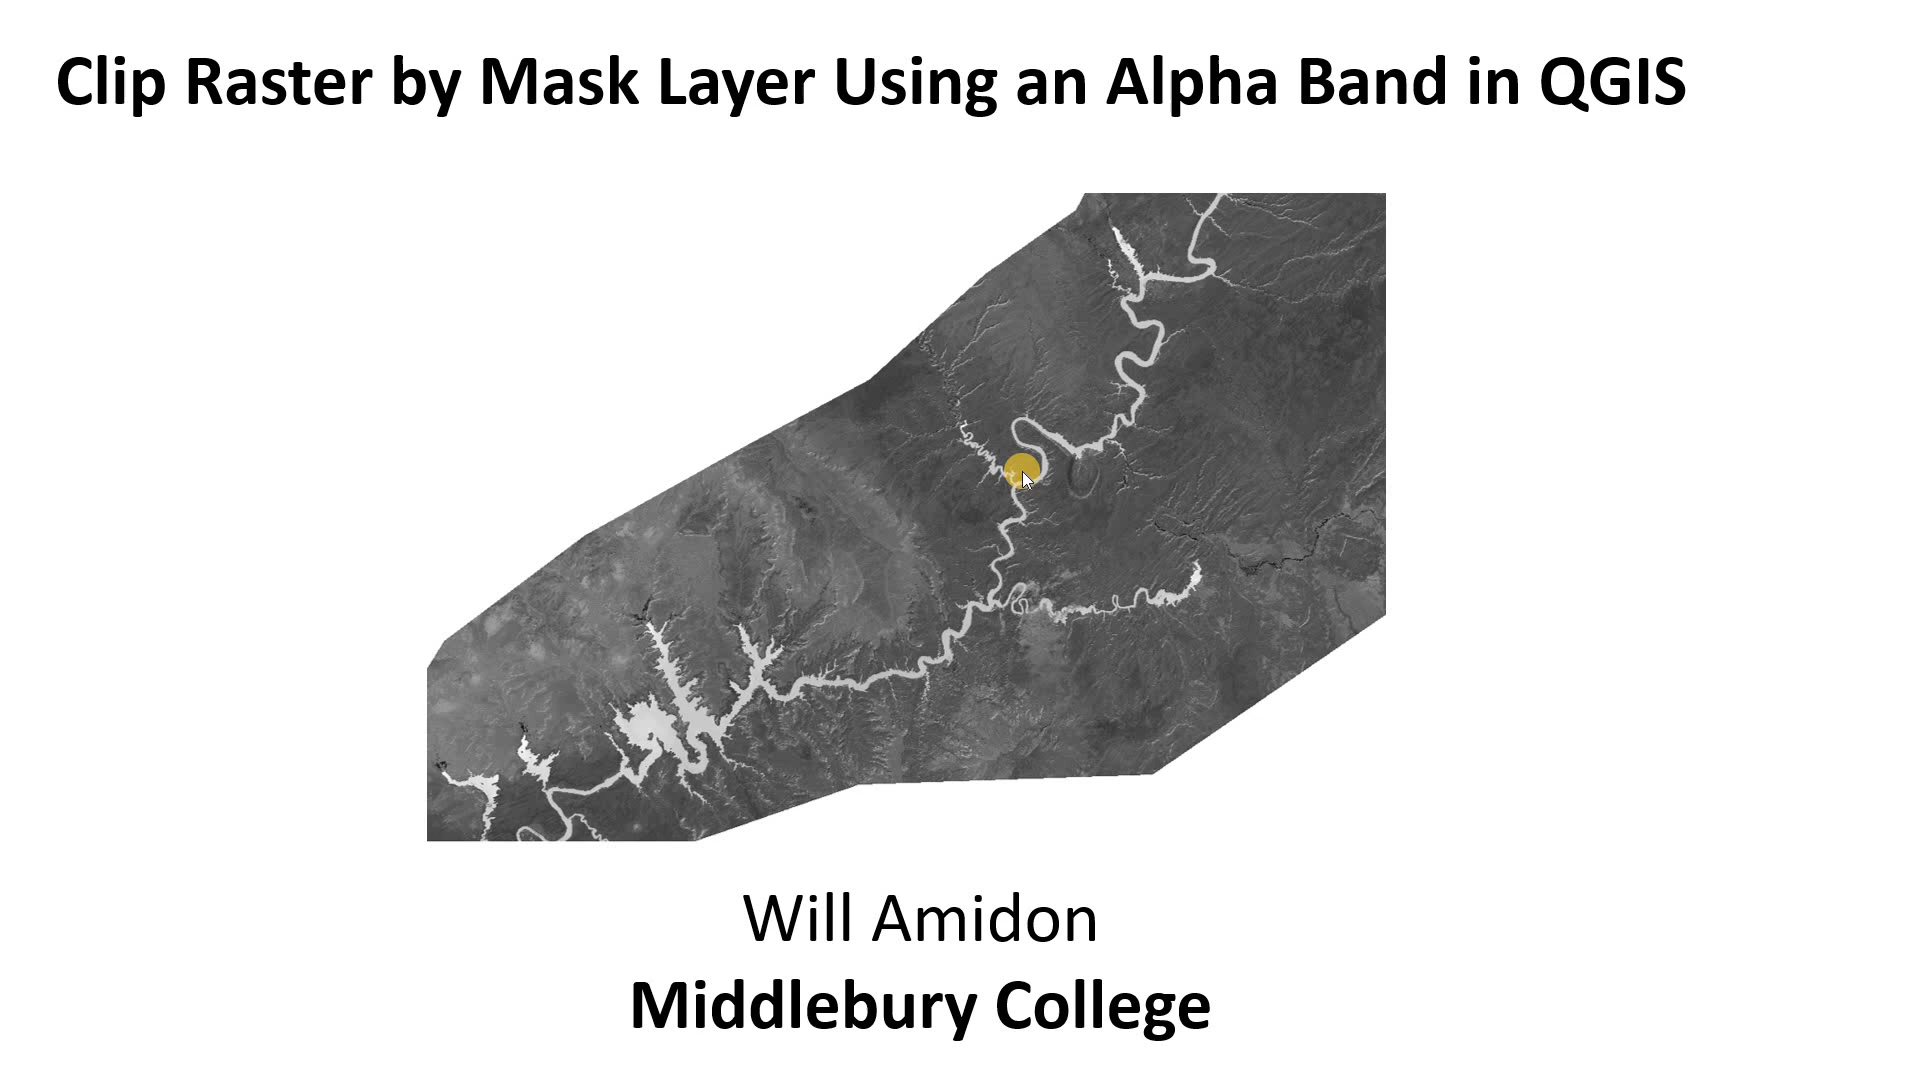 Clip Raster by Mask Layer Using an Alpha Band in QGIS
Will Amidon
Middlebury College